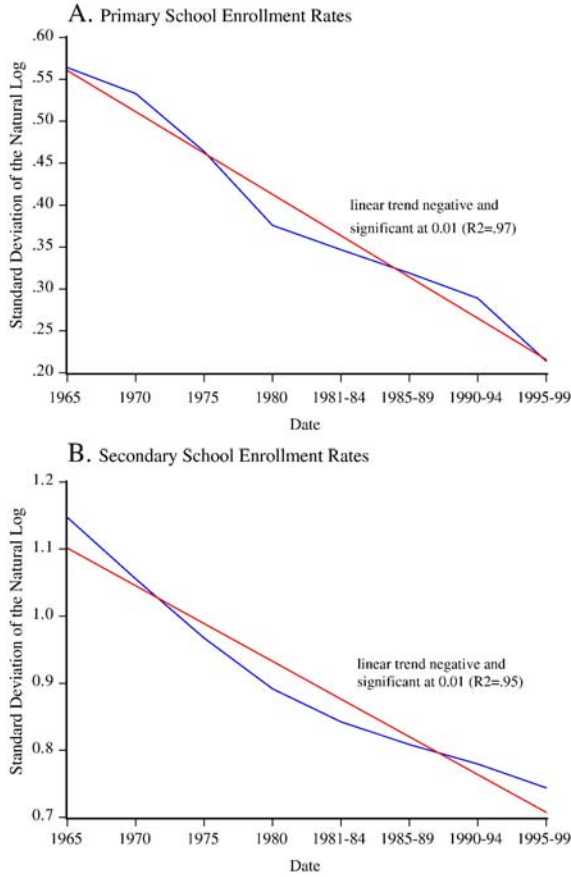 A. Primary School Enrollment Rates
Standard Deviation of the Natural Log
.60
.55
.50
.45
.40
.35
.30
.25
.20
linear trend negative and
significant at 0.01 (R2=.97)
1965 1970 1975 1980 1981-84 1985-89 1990-94 1995-99
Date
B. Secondary School Enrollment Rates
Standard Deviation of the Natural Log
1.2
1.1
1.0
0.9
0.8
0.7
linear trend negative and
significant at 0.01 (R2=.95)
1965 1970 1975 1980 1981-84 1985-89 1990-94 1995-99
Date